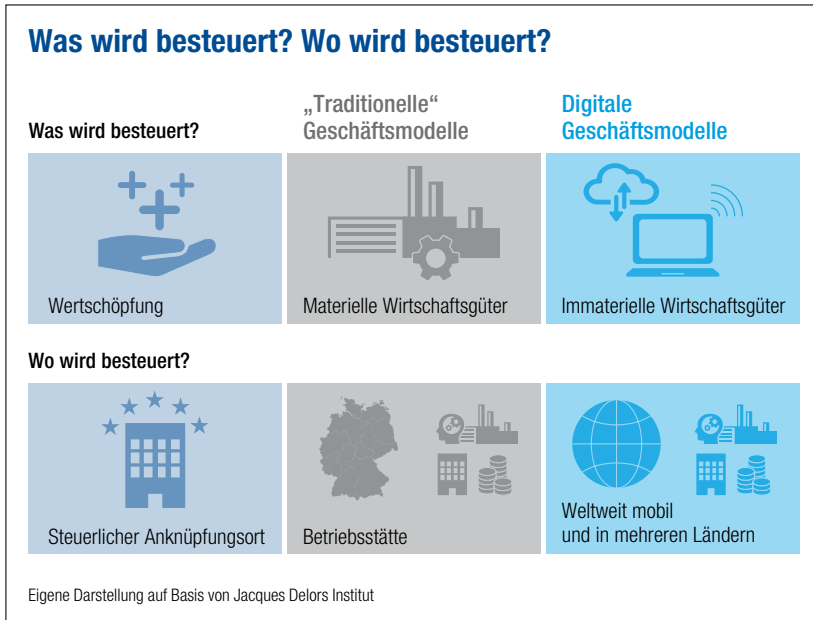 Was wird besteuert? Wo wird besteuert?
Was wird besteuert?
„Traditionelle“
Geschäftsmodelle
Digitale
Geschäftsmodelle
Wertschöpfung
Materielle Wirtschaftsgüter
Immaterielle Wirtschaftsgüter
Wo wird besteuert?
Steuerlicher Anknüpfungsort
Betriebsstätte
Weltweit mobil
und in mehreren Ländern
Eigene Darstellung auf Basis von Jacques Delors Institut